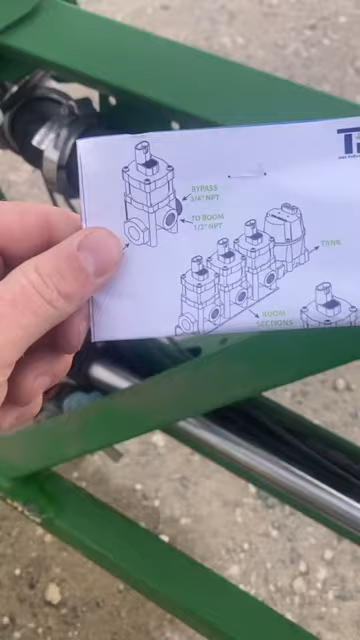 BYPASS
3/4" NPT
TO BOOM
1/2" NPT
TANK
BOOM
SECTIONS